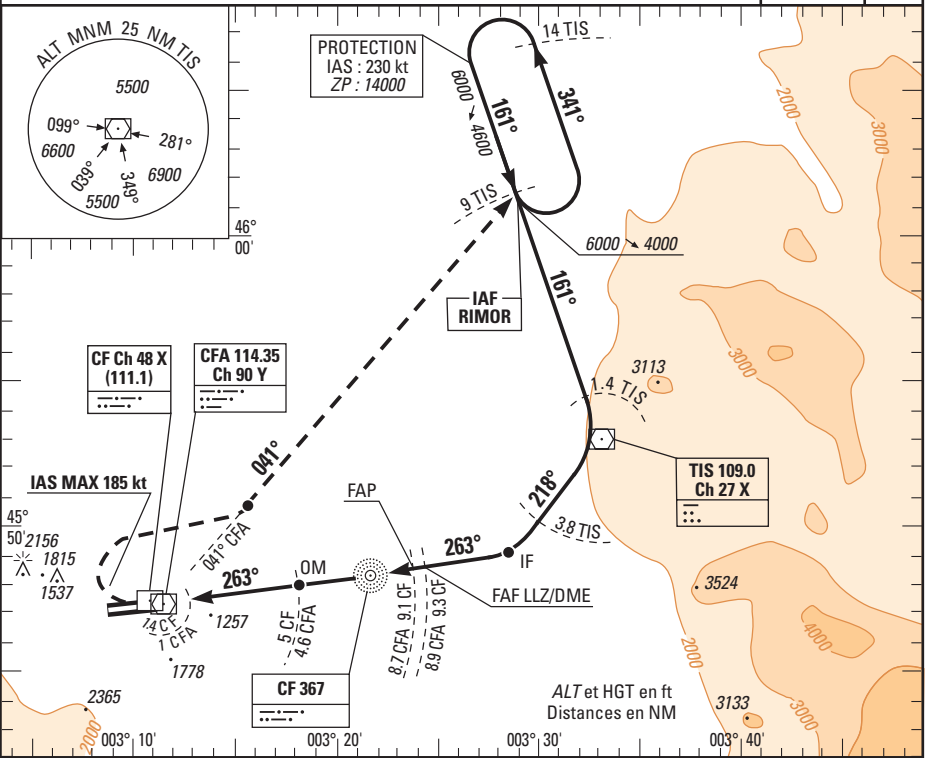 ALT MNM 25 NM TIS
5500
099°
281°
6600
6900
039°
349°
5500
PROTECTION
IAS : 230 kt
ZP : 14000
14 TIS
6000 4600
161°
341°
9 TIS
6000 4000
46°
00'
IAF
RIMOR
161°
2000
3000
CF Ch 48 X
(111.1)
CFA 114.35
Ch 90 Y
3000
3113
1.4 TIS
041°
TIS 109.0
Ch 27 X
IAS MAX 185 kt
FAP
218°
3.8 TIS
45°
50'
2156
1815
1537
041° CFA
263°
OM
263°
IF
FAF LLZ/DME
3524
1.4 CF
1 CFA
1257
5 CF
4.6 CFA
8.7 CFA 9.1 CF
8.9 CFA 9.3 CF
4000
1778
2000
CF 367
2365
2000
ALT et HGT en ft
Distances en NM
3133
3000
003° 10'
003° 20'
003° 30'
003° 40'